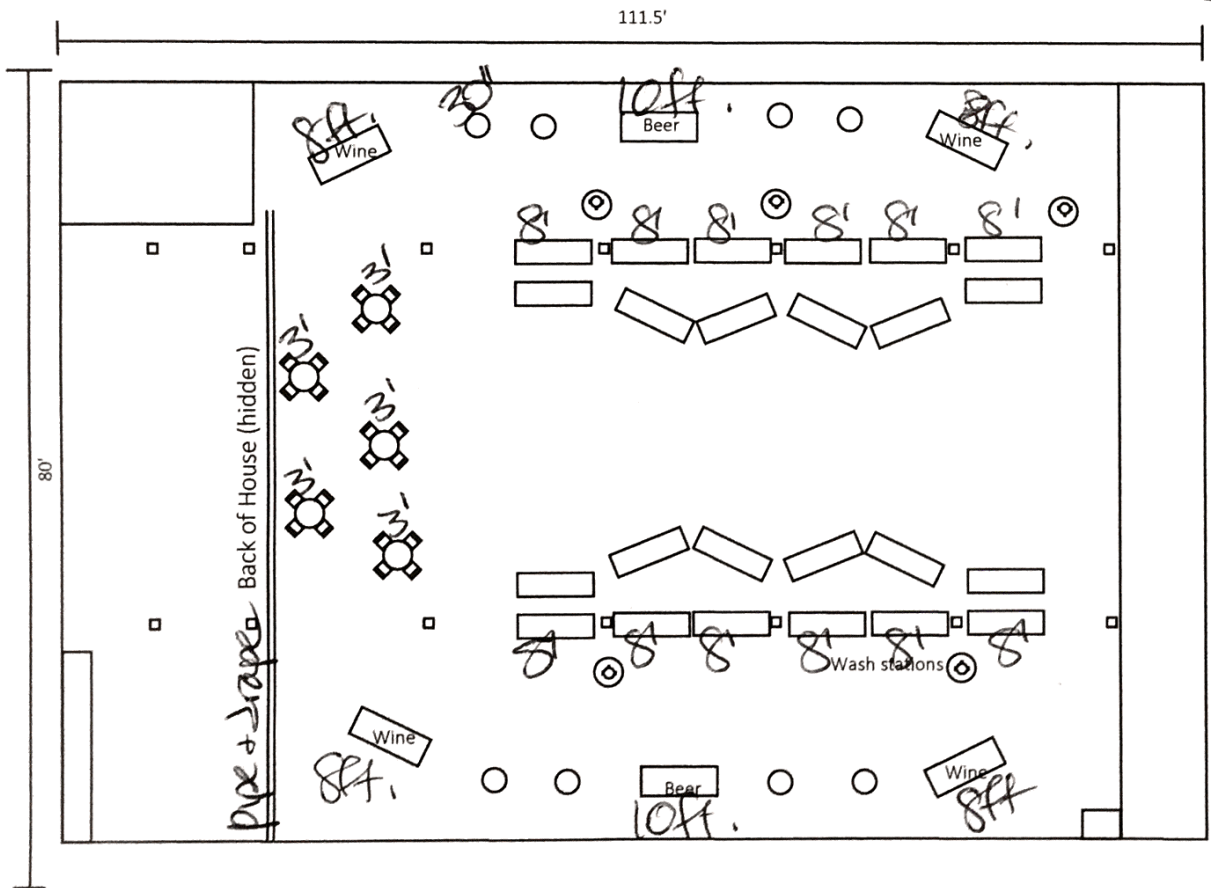 111.5'
80'
30"
10ft.
8ft.
8ft.
Wine
Beer
Wine
8'
8'
8'
8'
8'
8'
3'
3'
3'
3'
3'
Back of House (hidden)
Pipe + Drape
8'
8'
8'
8'
8'
8'
Wash stations
Wine
Beer
Wine
8ft.
10ft.
8ft